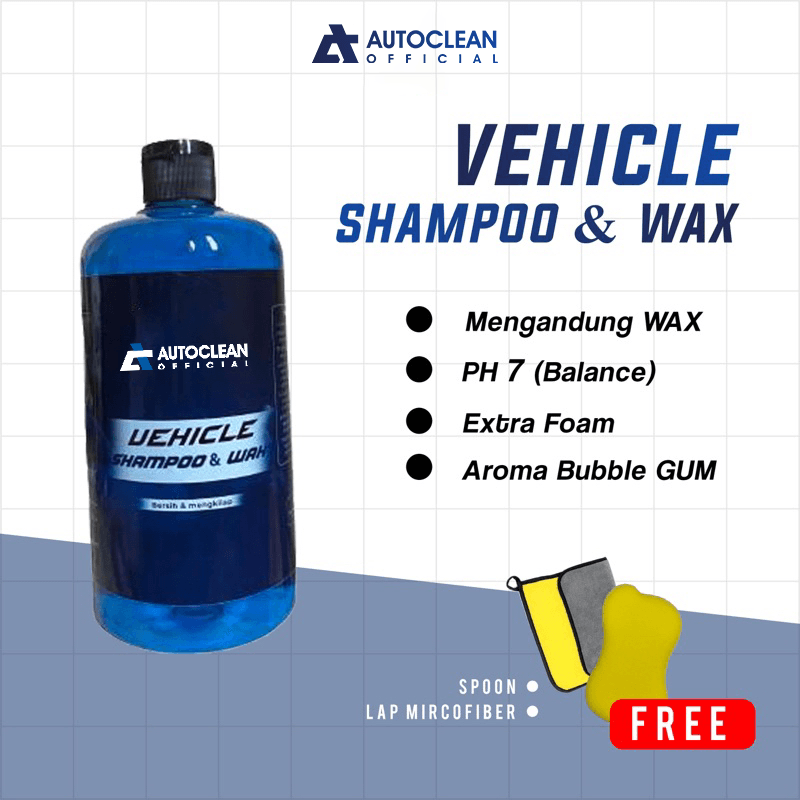 AUTOCLEAN
OFFICIAL
VEHICLE
SHAMPOO & WAX
Mengandung WAX
PH 7 (Balance)
Extra Foam
Aroma Bubble GUM
AUTOCLEAN
OFFICIAL
VEHICLE
SHAMPOO & WAX
Bersih & mengkilap
SPOON
LAP MIRCOFIBER
FREE